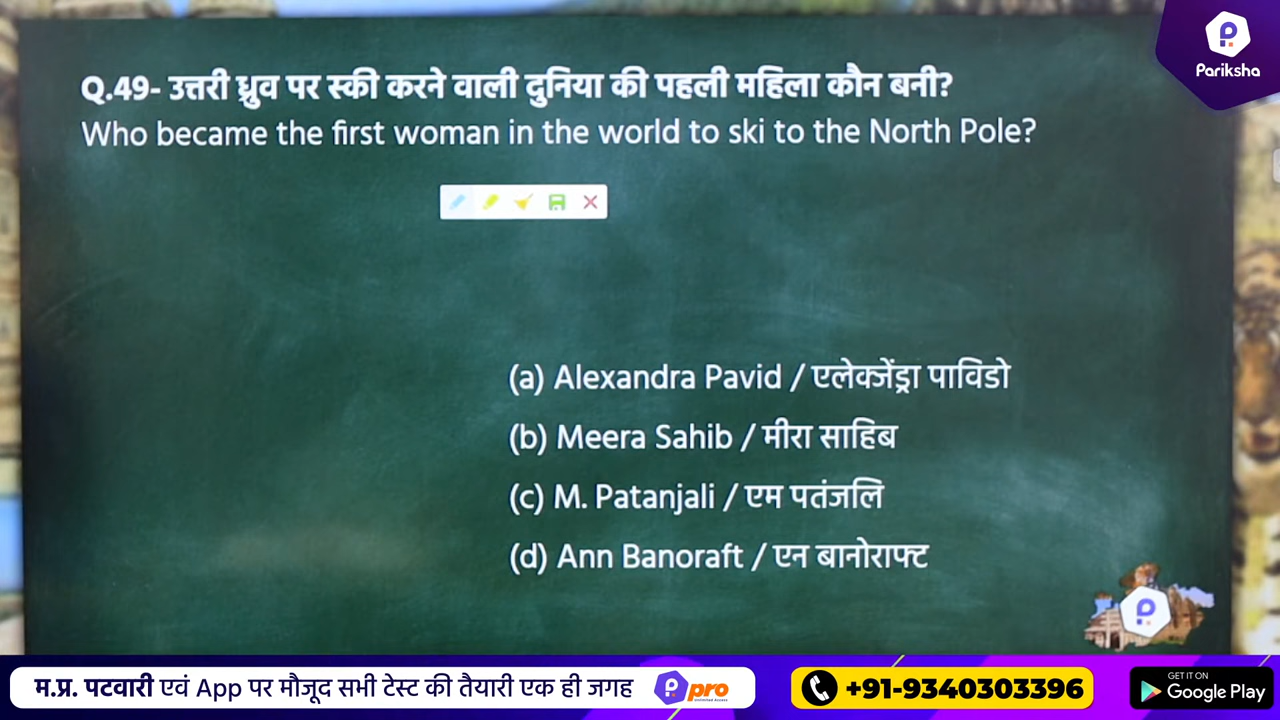 Pariksha
Q.49- उत्तरी ध्रुव पर स्की करने वाली दुनिया की पहली महिला कौन बनी?
Who became the first woman in the world to ski to the North Pole?
(a) Alexandra Pavid / एलेक्जेंड्रा पाविडो
(b) Meera Sahib / मीरा साहिब
(c) M. Patanjali / एम पतंजलि
(d) Ann Banoraft / एन बानोराफ्ट
म.प्र. पटवारी एवं App पर मौजूद सभी टेस्ट की तैयारी एक ही जगह
pro
+91-9340303396
GET IT ON
Google Play